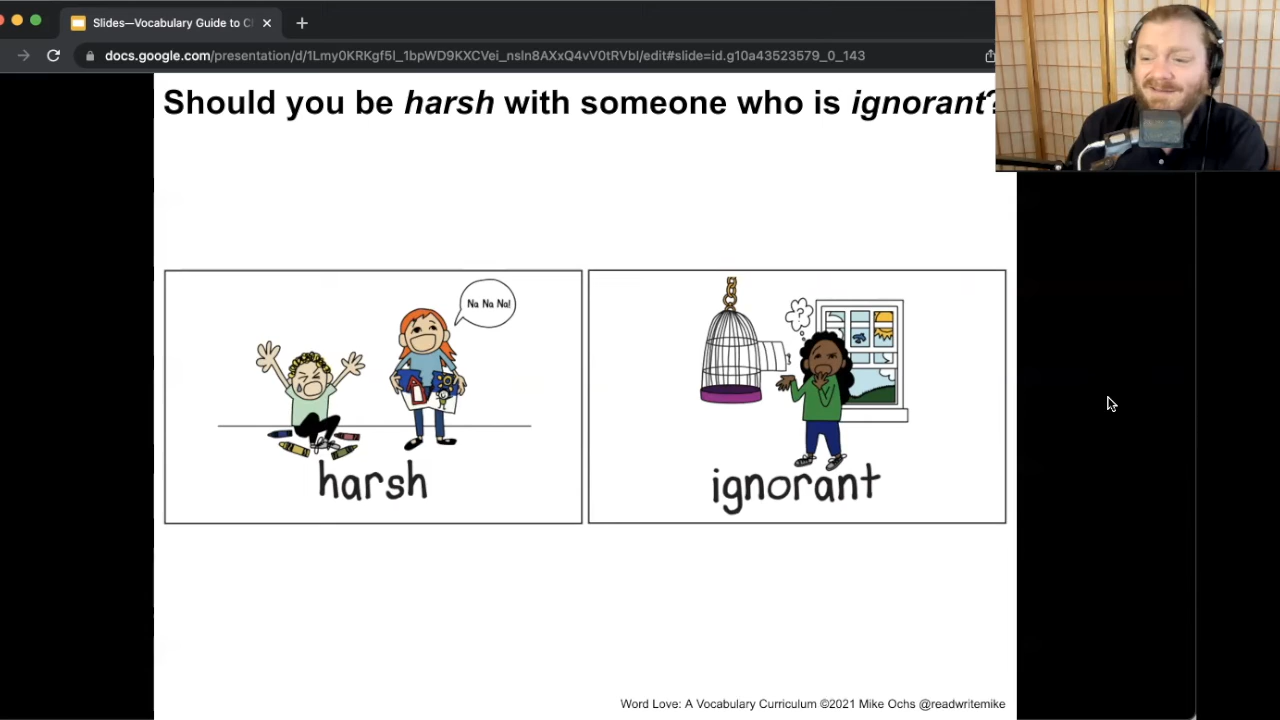 Slides—Vocabulary Guide to C
docs.google.com/presentation/d/1Lmy0KRKgf5I_1bpWD9KXCVei_nsln8AXxQ4vV0tRVbI/edit#slide=id.g10a43523579_0_143
Should you be harsh with someone who is ignorant?
Na Na Na!
?
harsh
ignorant
Word Love: A Vocabulary Curriculum ©2021 Mike Ochs @readwritemike